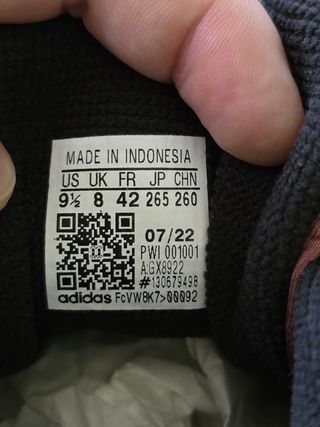 MADE IN INDONESIA
US UK FR JP CHN
9½ 8 42 265 260
07/22
PWI 001001
A:GX8922
#130679498
adidas FcVW8K7>00092